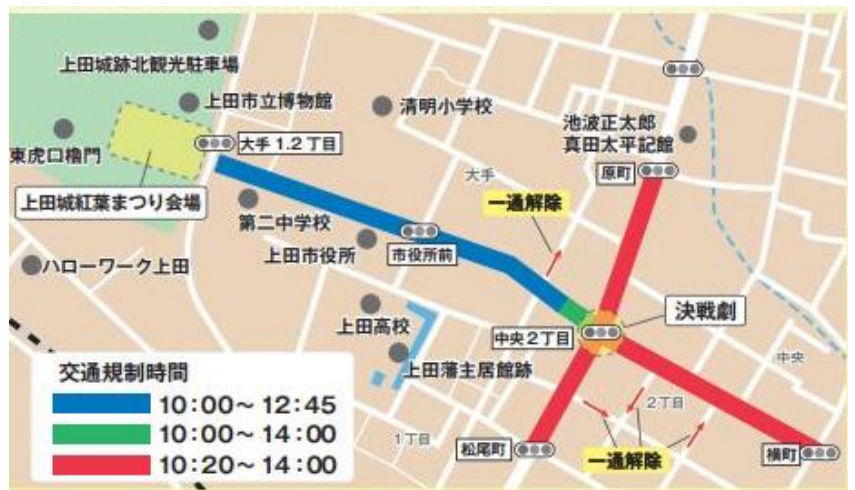 上田城跡北観光駐車場
上田市立博物館
清明小学校
池波正太郎
真田太平記館
東虎口櫓門
大手1.2丁目
大手
原町
上田城紅葉まつり会場
第二中学校
一通解除
上田市役所
市役所前
ハローワーク上田
決戦劇
上田高校
中央2丁目
中央
上田藩主居館跡
交通規制時間
10:00～12:45
10:00～14:00
10:20～14:00
2丁目
1丁目
松尾町
一通解除
横町